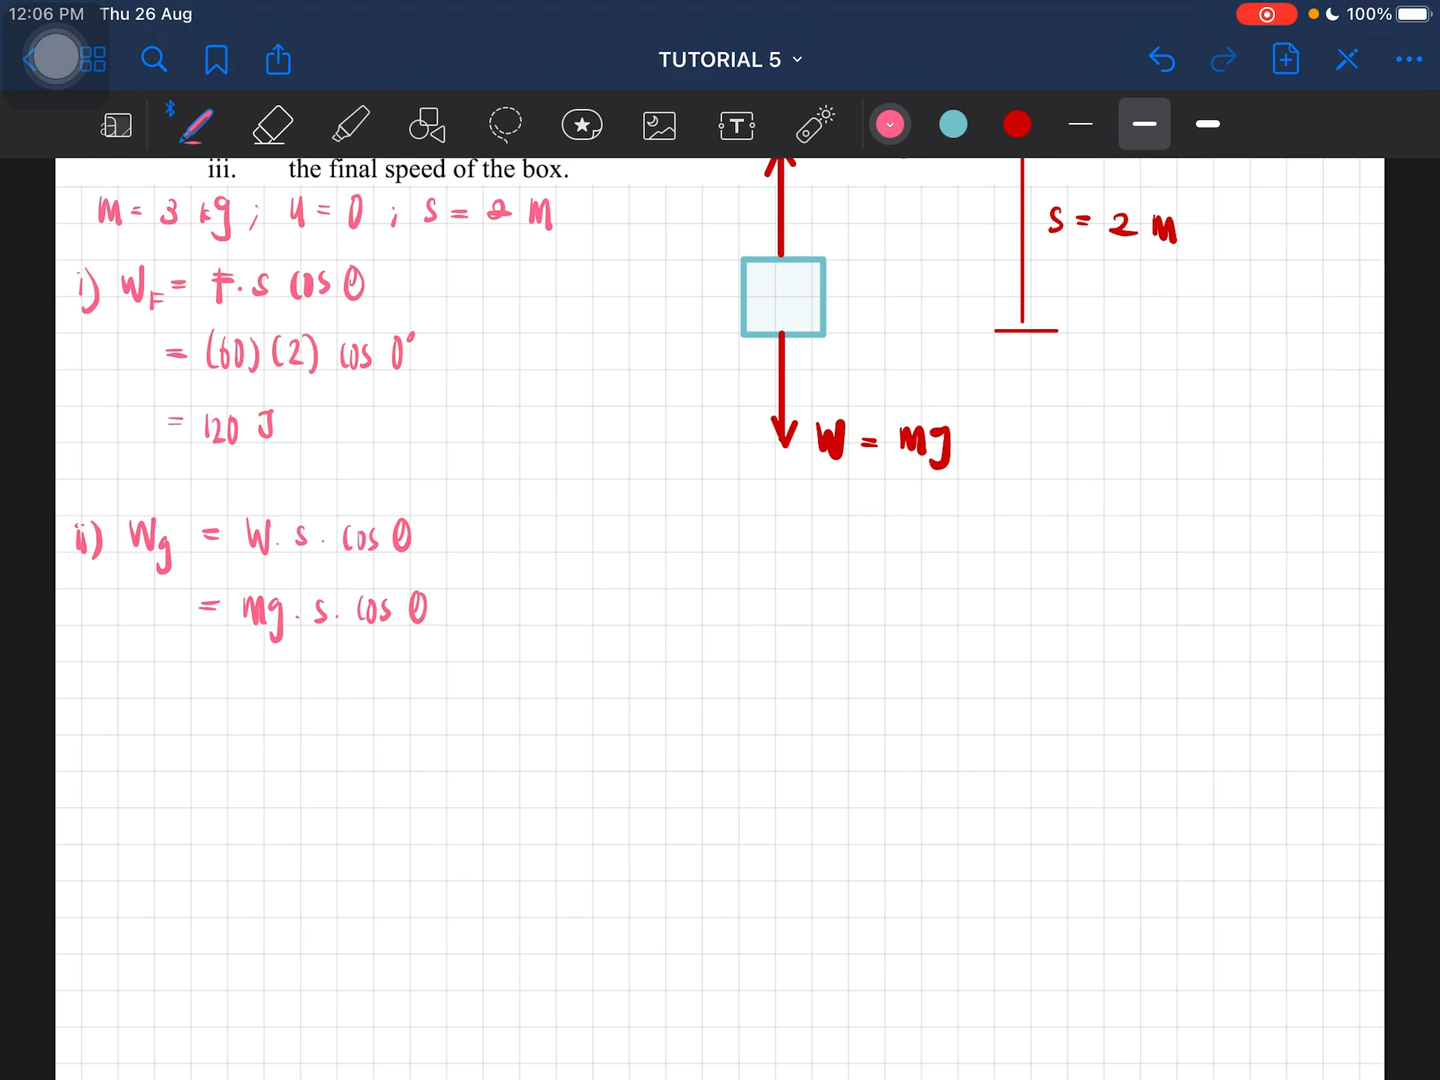 12:06 PM Thu 26 Aug 100%
TUTORIAL 5
T
iii. the final speed of the box.
m = 3 kg ; u = 0 ; s = 2 m
s = 2 m
i) W_F = F. s cos θ
= (60) (2) cos 0°
= 120 J
W = mg
ii) Wg = W. s. cos θ
= mg. s. cos θ